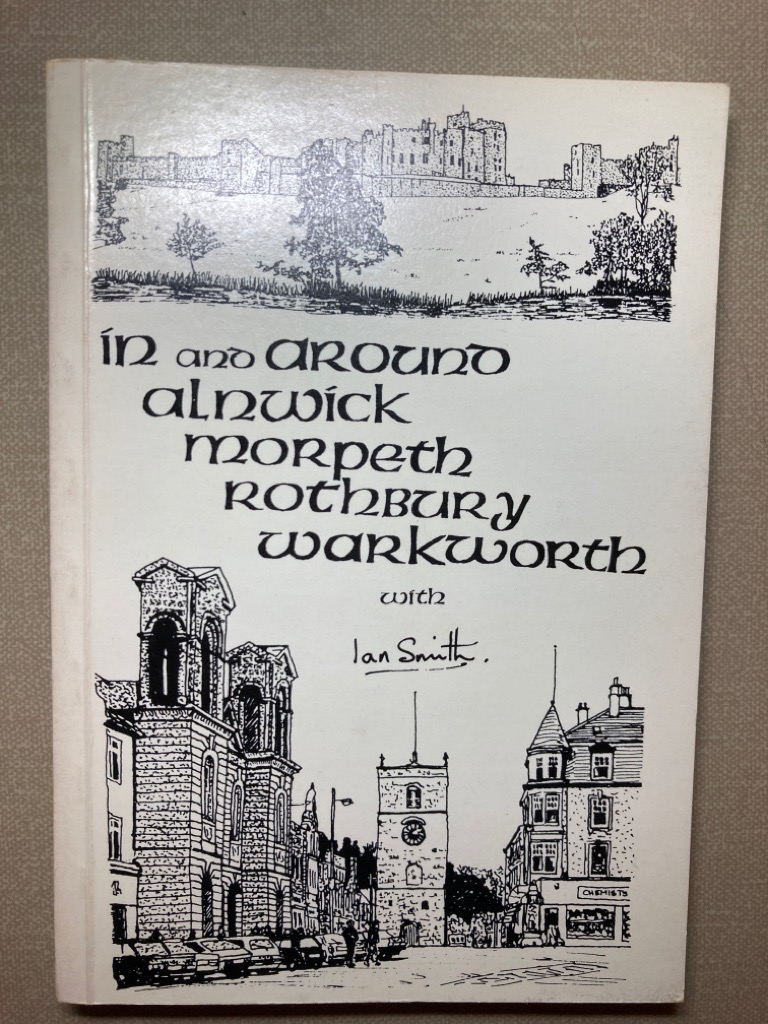 in and around
alnwick
morpeth
rothbury
warkworth
with
Ian Smith.
CHEMISTS